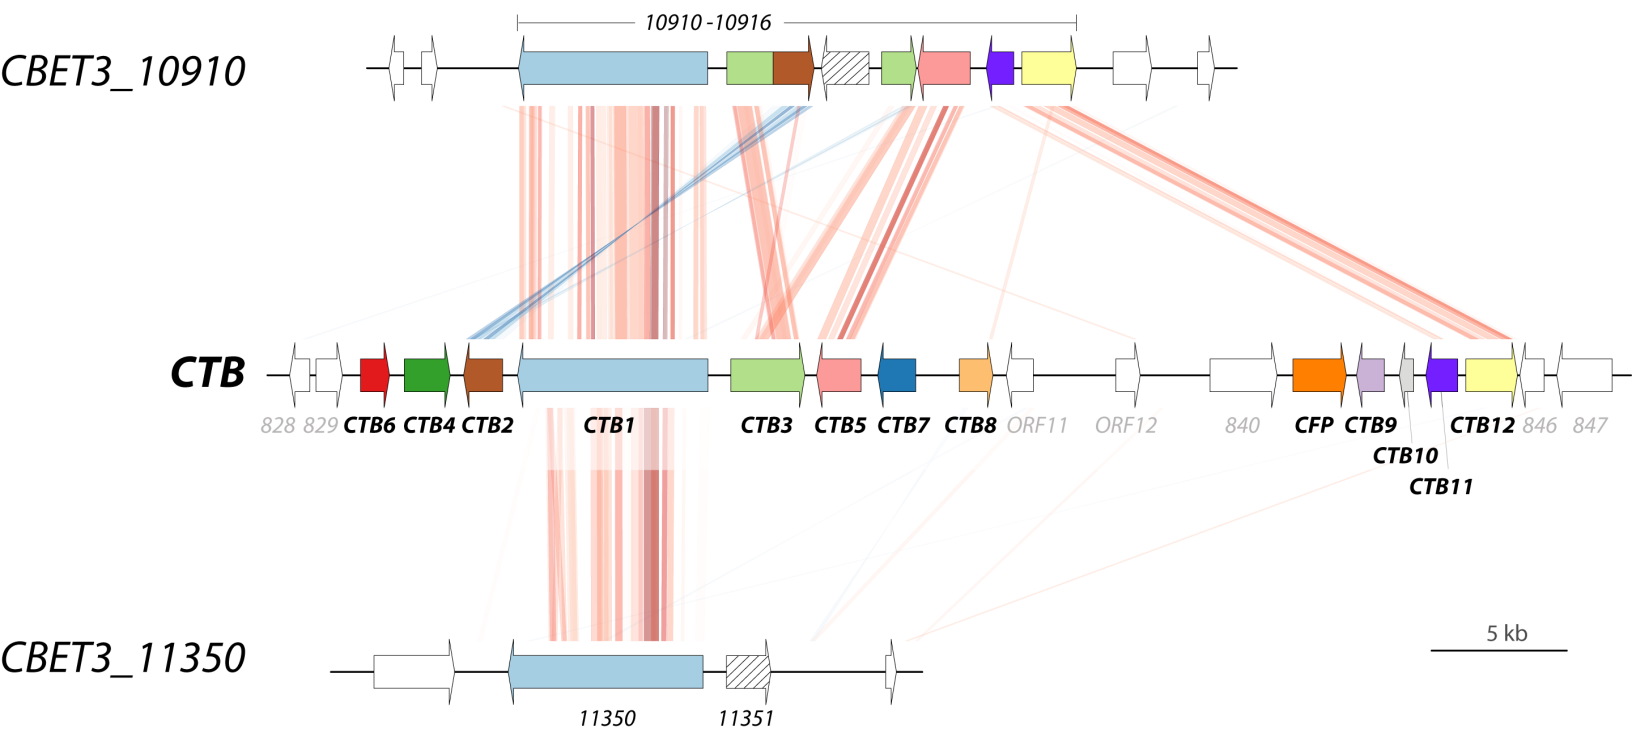 10910 -10916
CBET3_10910
CTB
828 829 CTB6 CTB4 CTB2 CTB1 CTB3 CTB5 CTB7 CTB8 ORF11 ORF12 840 CFP CTB9 CTB12 846 847
CTB10
CTB11
5 kb
CBET3_11350
11350 11351